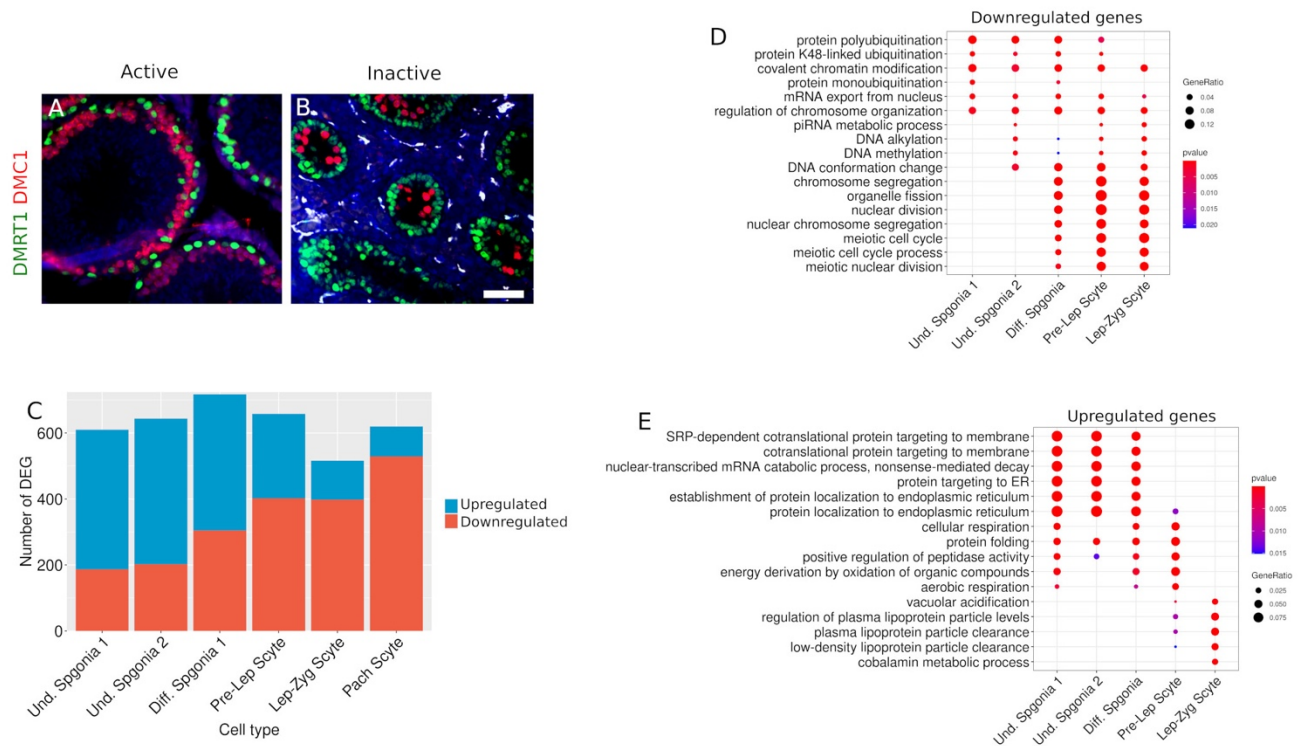 Active
Inactive
A
B
DMRT1 DMC1
C
600
400
200
0
Number of DEG
Und. Spgonia 1
Und. Spgonia 2
Diff. Spgonia 1
Pre-Lep Scyte
Lep-Zyg Scyte
Pach Scyte
Cell type
Upregulated
Downregulated
D
Downregulated genes
protein polyubiquitination
protein K48-linked ubiquitination
covalent chromatin modification
protein monoubiquitination
mRNA export from nucleus
regulation of chromosome organization
piRNA metabolic process
DNA alkylation
DNA methylation
DNA conformation change
chromosome segregation
organelle fission
nuclear division
nuclear chromosome segregation
meiotic cell cycle
meiotic cell cycle process
meiotic nuclear division
Und. Spgonia 1
Und. Spgonia 2
Diff. Spgonia
Pre-Lep Scyte
Lep-Zyg Scyte
GeneRatio
0.04
0.08
0.12
pvalue
0.005
0.010
0.015
0.020
E
Upregulated genes
SRP-dependent cotranslational protein targeting to membrane
cotranslational protein targeting to membrane
nuclear-transcribed mRNA catabolic process, nonsense-mediated decay
protein targeting to ER
establishment of protein localization to endoplasmic reticulum
protein localization to endoplasmic reticulum
cellular respiration
protein folding
positive regulation of peptidase activity
energy derivation by oxidation of organic compounds
aerobic respiration
vacuolar acidification
regulation of plasma lipoprotein particle levels
plasma lipoprotein particle clearance
low-density lipoprotein particle clearance
cobalamin metabolic process
Und. Spgonia 1
Und. Spgonia 2
Diff. Spgonia
Pre-Lep Scyte
Lep-Zyg Scyte
pvalue
0.005
0.010
0.015
GeneRatio
0.025
0.050
0.075